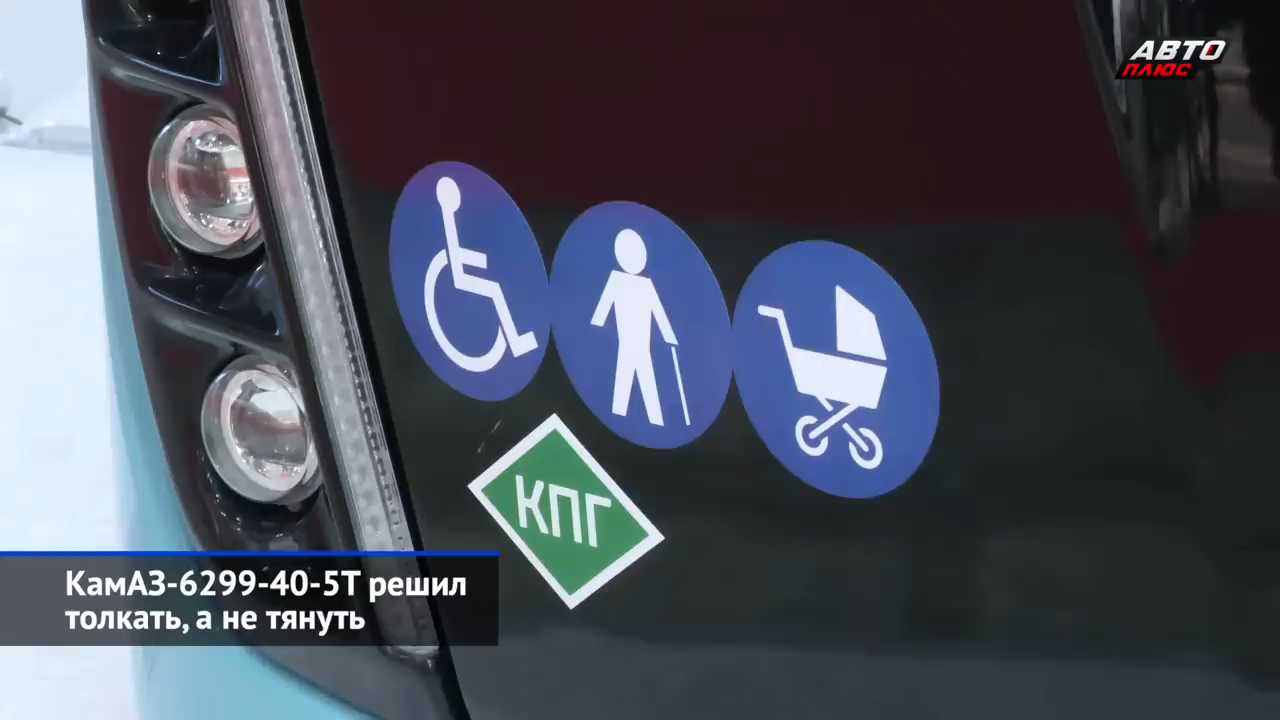 АВТО
ПЛЮС
КПГ
КамАЗ-6299-40-5Т решил
толкать, а не тянуть